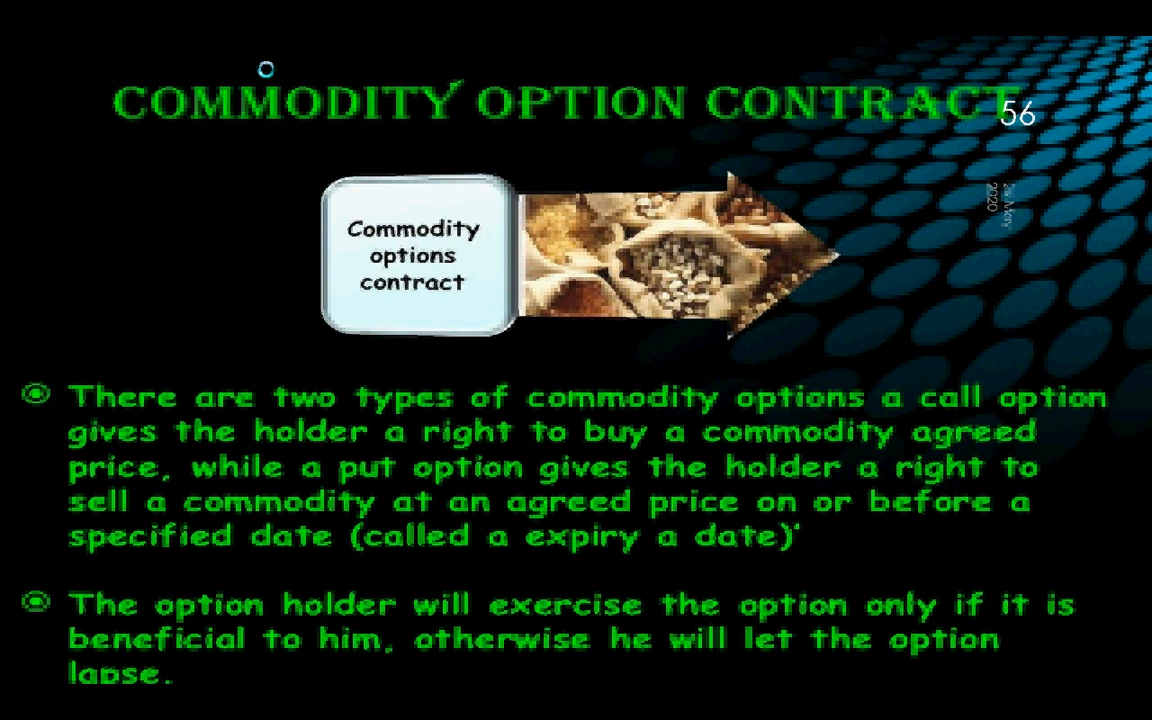 COMMODITY OPTION CONTRACT
56
23 May
2020
Commodity
options
contract
There are two types of commodity options a call option
gives the holder a right to buy a commodity agreed
price, while a put option gives the holder a right to
sell a commodity at an agreed price on or before a
specified date (called a expiry a date)'
The option holder will exercise the option only if it is
beneficial to him, otherwise he will let the option
lapse.